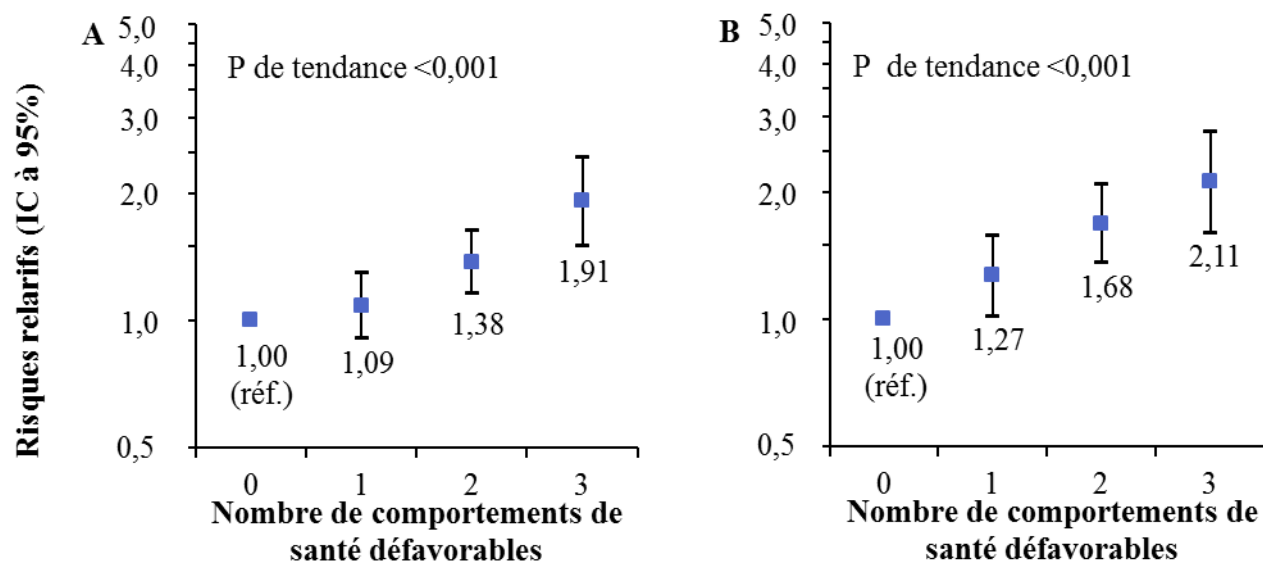 Risques relarifs (IC à 95%)
A
P de tendance <0,001
5,0
4,0
3,0
2,0
1,0
0,5
1,00
(réf.)
1,09
1,38
1,91
0 1 2 3
Nombre de comportements de
santé défavorables
B
P de tendance <0,001
5,0
4,0
3,0
2,0
1,0
0,5
1,00
(réf.)
1,27
1,68
2,11
0 1 2 3
Nombre de comportements de
santé défavorables